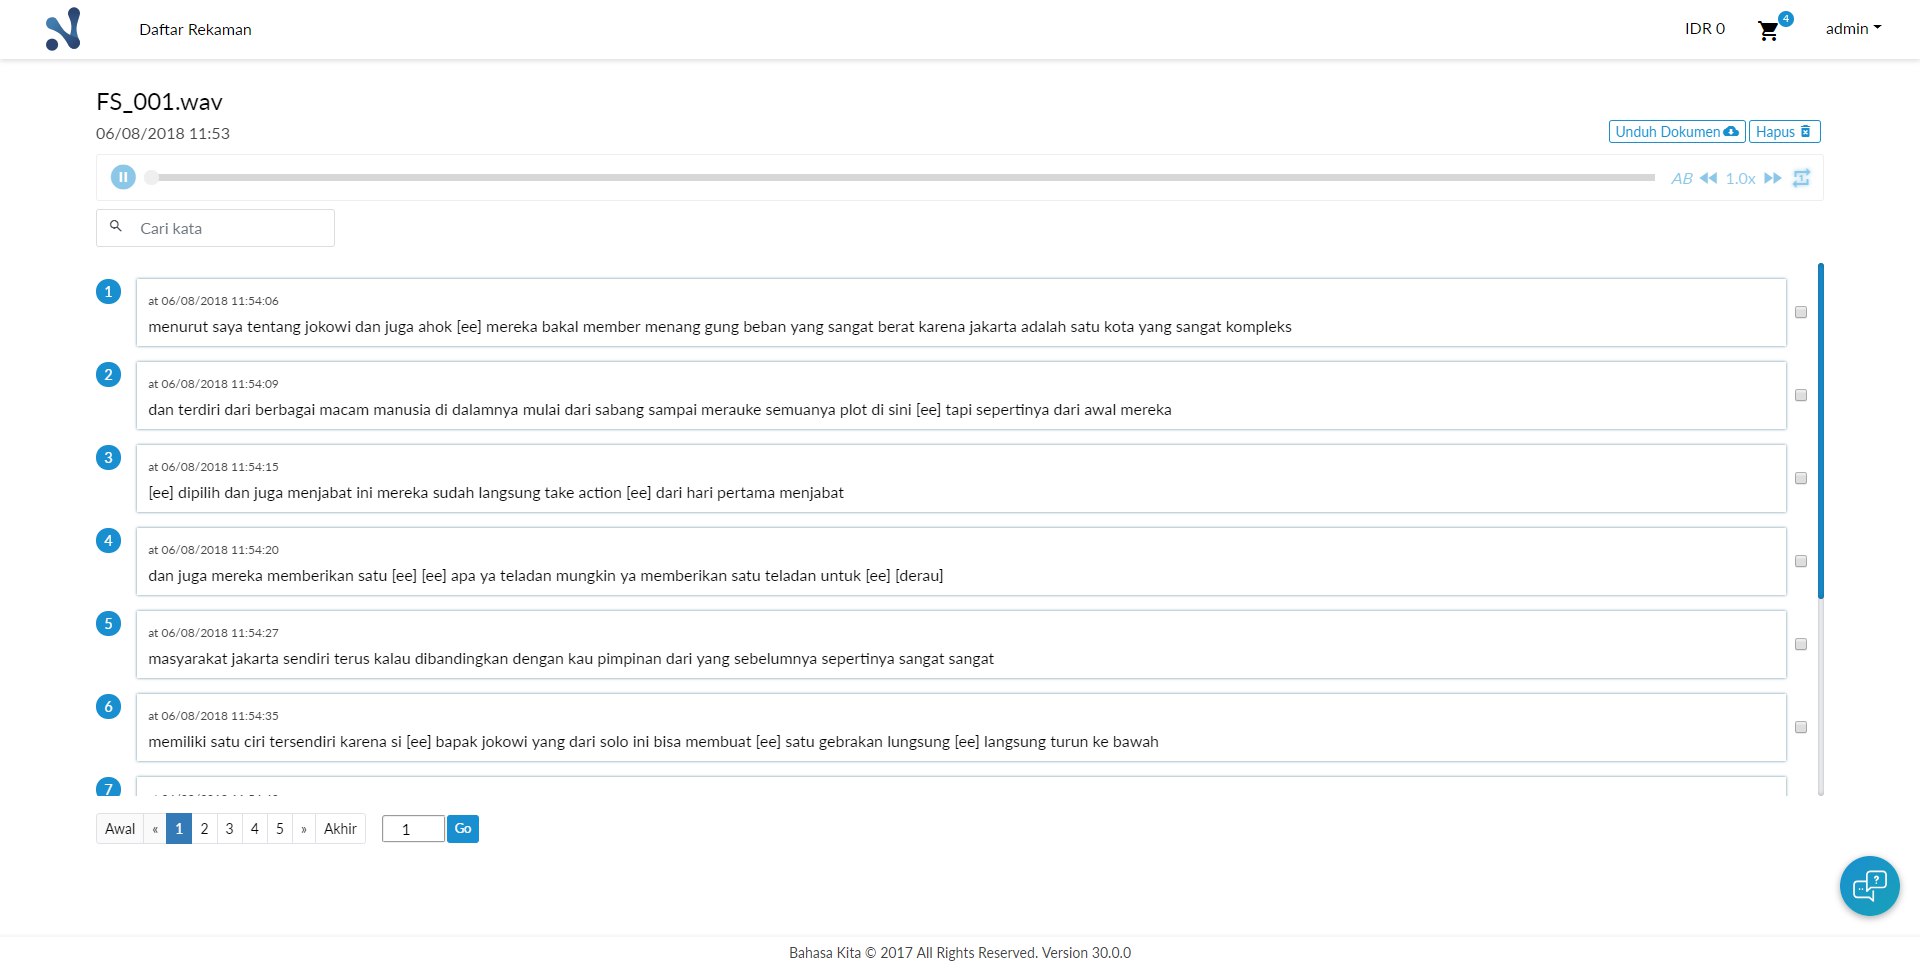 Daftar Rekaman
IDR 0
4
admin
FS_001.wav
06/08/2018 11:53
Unduh Dokumen
Hapus
AB
1.0x
1
Cari kata
1
at 06/08/2018 11:54:06
menurut saya tentang jokowi dan juga ahok [ee] mereka bakal member menang gung beban yang sangat berat karena jakarta adalah satu kota yang sangat kompleks
2
at 06/08/2018 11:54:09
dan terdiri dari berbagai macam manusia di dalamnya mulai dari sabang sampai merauke semuanya plot di sini [ee] tapi sepertinya dari awal mereka
3
at 06/08/2018 11:54:15
[ee] dipilih dan juga menjabat ini mereka sudah langsung take action [ee] dari hari pertama menjabat
4
at 06/08/2018 11:54:20
dan juga mereka memberikan satu [ee] [ee] apa ya teladan mungkin ya memberikan satu teladan untuk [ee] [derau]
5
at 06/08/2018 11:54:27
masyarakat jakarta sendiri terus kalau dibandingkan dengan kau pimpinan dari yang sebelumnya sepertinya sangat sangat
6
at 06/08/2018 11:54:35
memiliki satu ciri tersendiri karena si [ee] bapak jokowi yang dari solo ini bisa membuat [ee] satu gebrakan lungsung [ee] langsung turun ke bawah
7
Awal « 1 2 3 4 5 » Akhir 1 Go
?
Bahasa Kita © 2017 All Rights Reserved. Version 30.0.0